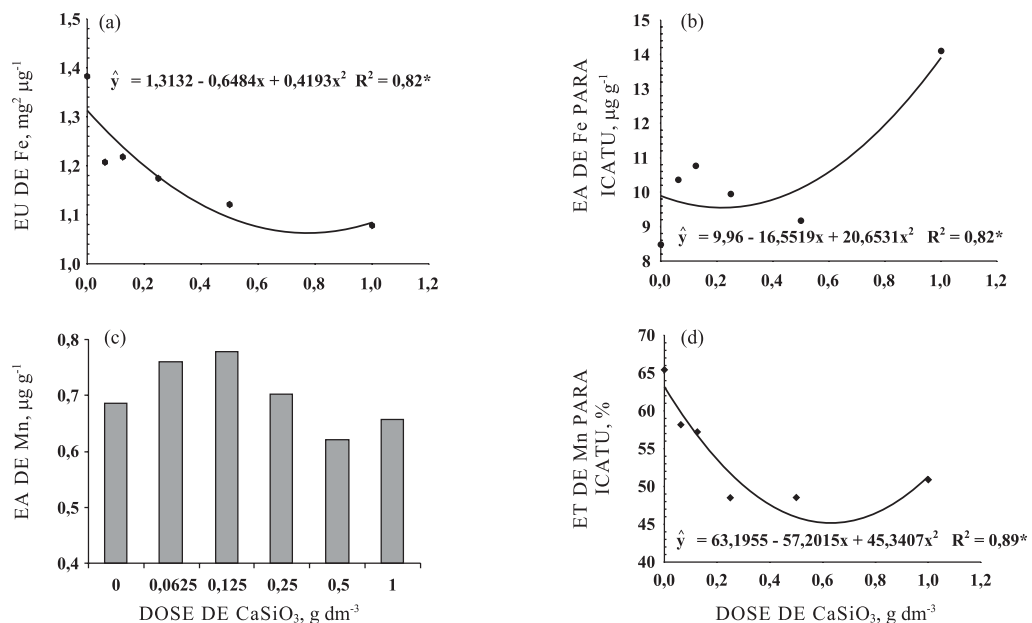 (a)
EU DE Fe, mg² µg⁻¹
1,5
1,4
1,3
1,2
1,1
1,0
ŷ = 1,3132 - 0,6484x + 0,4193x² R² = 0,82*
0,0 0,2 0,4 0,6 0,8 1,0 1,2
(b)
EA DE Fe PARA
ICATU, µg g⁻¹
15
14
13
12
11
10
9
8
ŷ = 9,96 - 16,5519x + 20,6531x² R² = 0,82*
0,0 0,2 0,4 0,6 0,8 1,0 1,2
(c)
EA DE Mn, µg g⁻¹
0,8
0,7
0,6
0,5
0,4
0 0,0625 0,125 0,25 0,5 1
DOSE DE CaSiO₃, g dm⁻³
(d)
ET DE Mn PARA
ICATU, %
70
65
60
55
50
45
40
ŷ = 63,1955 - 57,2015x + 45,3407x² R² = 0,89*
0,0 0,2 0,4 0,6 0,8 1,0 1,2
DOSE DE CaSiO₃, g dm⁻³